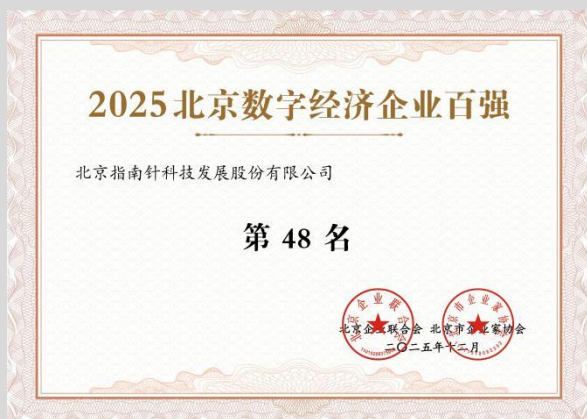 2025北京数字经济企业百强
北京指南针科技发展股份有限公司
第 48 名
北京企业联合会 北京市企业家协会
二〇二五年十二月